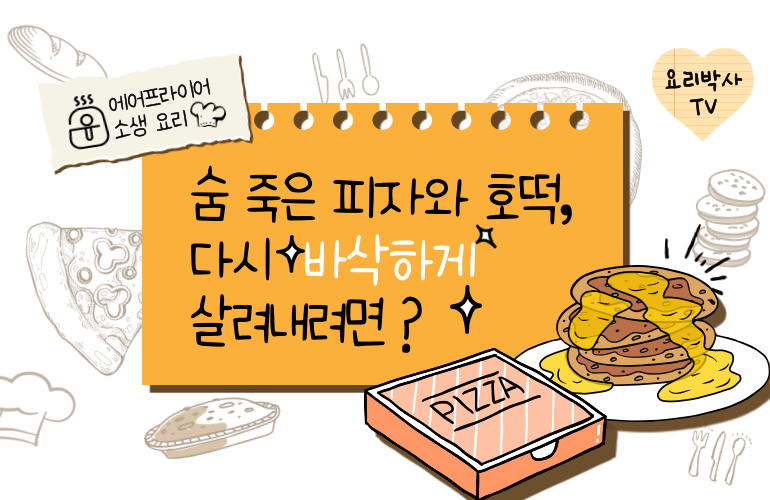 에어프라이어
소생 요리
요리박사
TV
숨 죽은 피자와 호떡,
다시 바삭하게
살려내려면?
PIZZA